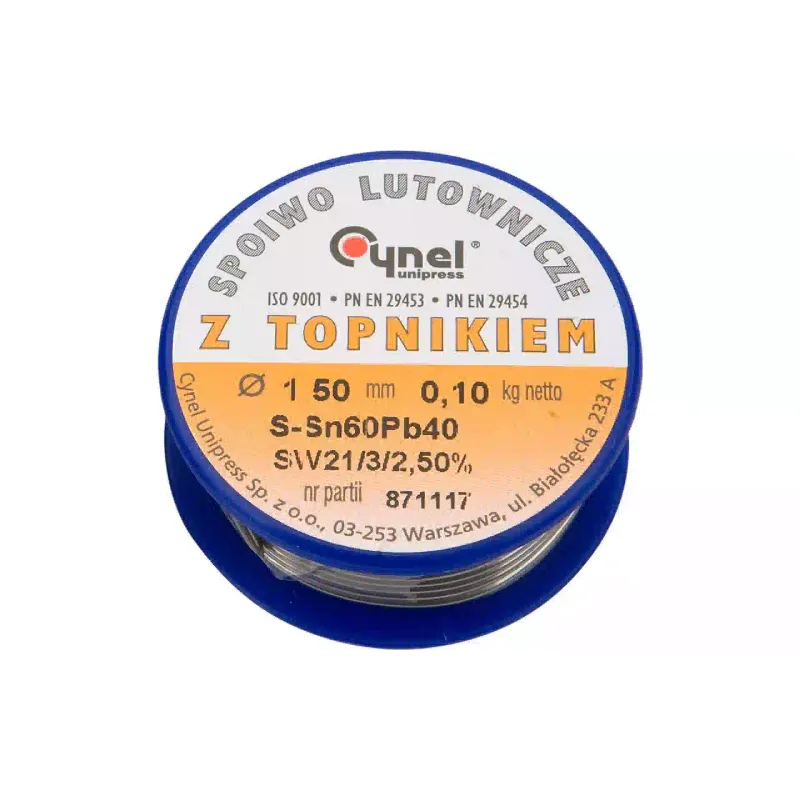 SPOIWO LUTOWNICZE
Cynel®
unipress
ISO 9001 • PN EN 29453 • PN EN 29454
Z TOPNIKIEM
Ø 1 50 mm 0,10 kg netto
S-Sn60Pb40
SW21/3/2,50%
nr partii 871117
Cynel Unipress Sp. z o.o., 03-253 Warszawa, ul. Białołęcka 233 A